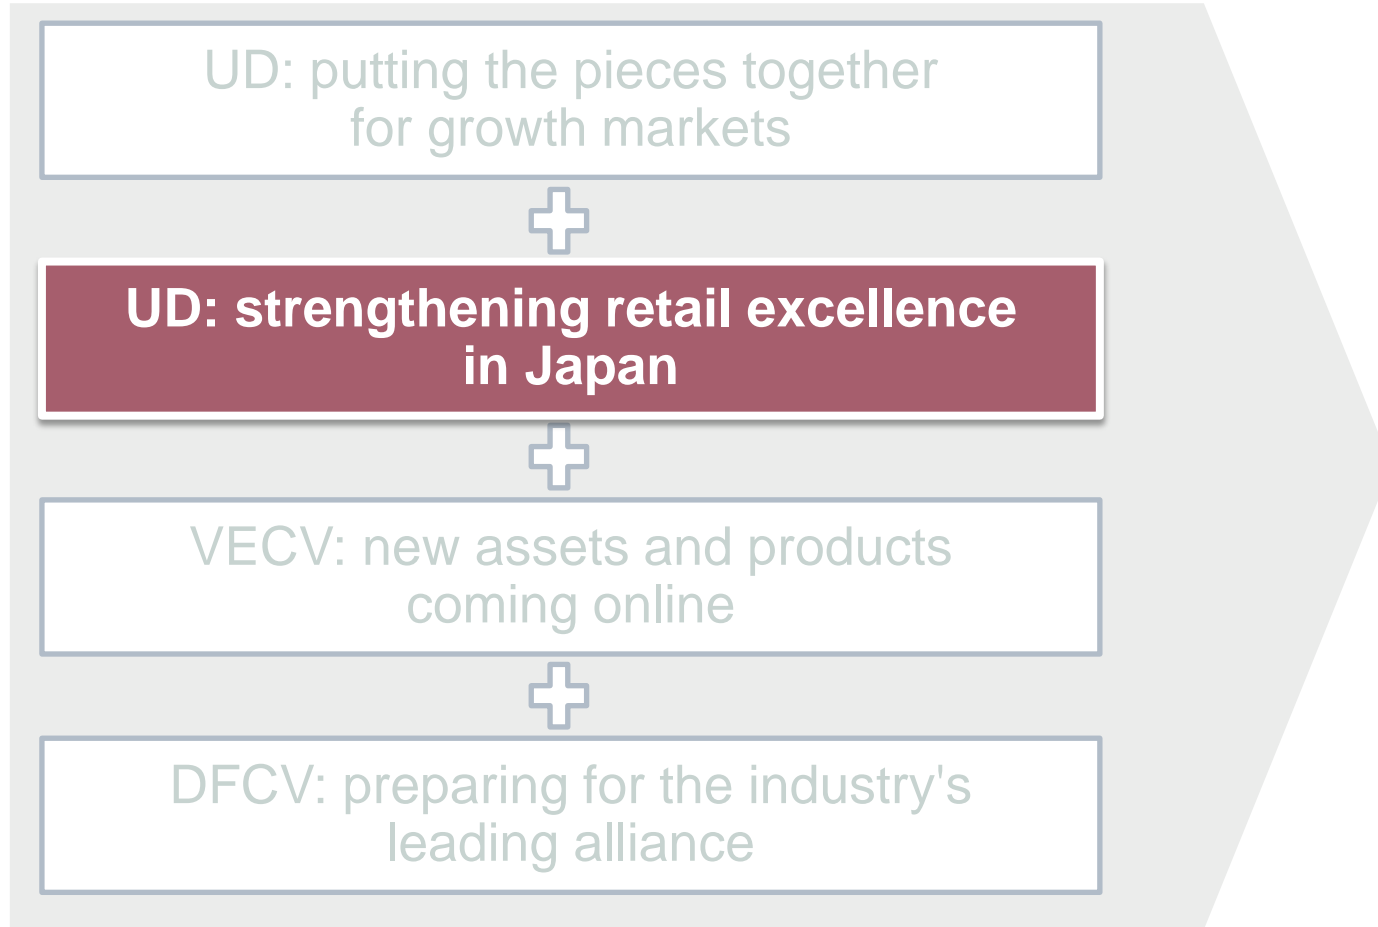 UD: putting the pieces together
for growth markets
UD: strengthening retail excellence
in Japan
VECV: new assets and products
coming online
DFCV: preparing for the industry's
leading alliance